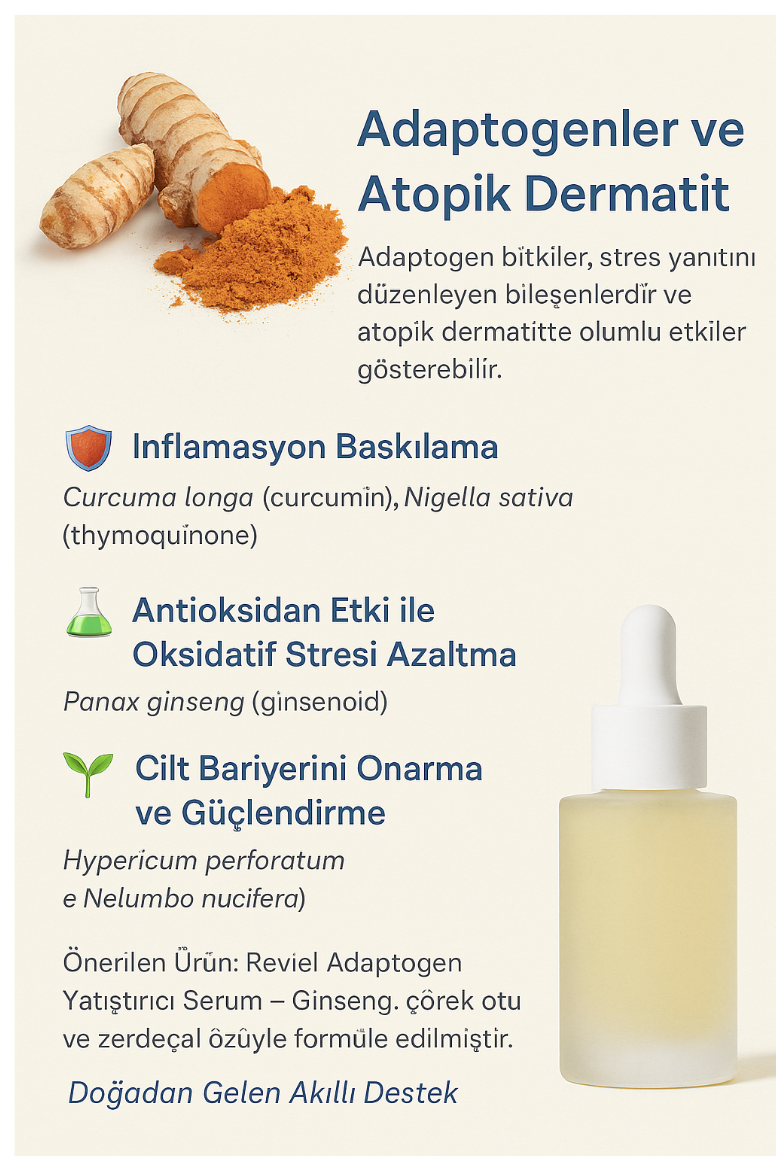 Adaptogenler ve
Atopik Dermatit
Adaptogen bitkiler, stres yanıtını
düzenleyen bileşenlerdir ve
atopik dermatitte olumlu etkiler
gösterebilir.
Inflamasyon Baskılama
Curcuma longa (curcumin), Nigella sativa
(thymoquinone)
Antioksidan Etki ile
Oksidatif Stresi Azaltma
Panax ginseng (ginsenoid)
Cilt Bariyerini Onarma
ve Güçlendirme
Hypericum perforatum
e Nelumbo nucifera)
Önerilen Ürün: Reviel Adaptogen
Yatıştırıcı Serum – Ginseng. çörek otu
ve zerdeçal özüyle formüle edilmiştir.
Doğadan Gelen Akıllı Destek